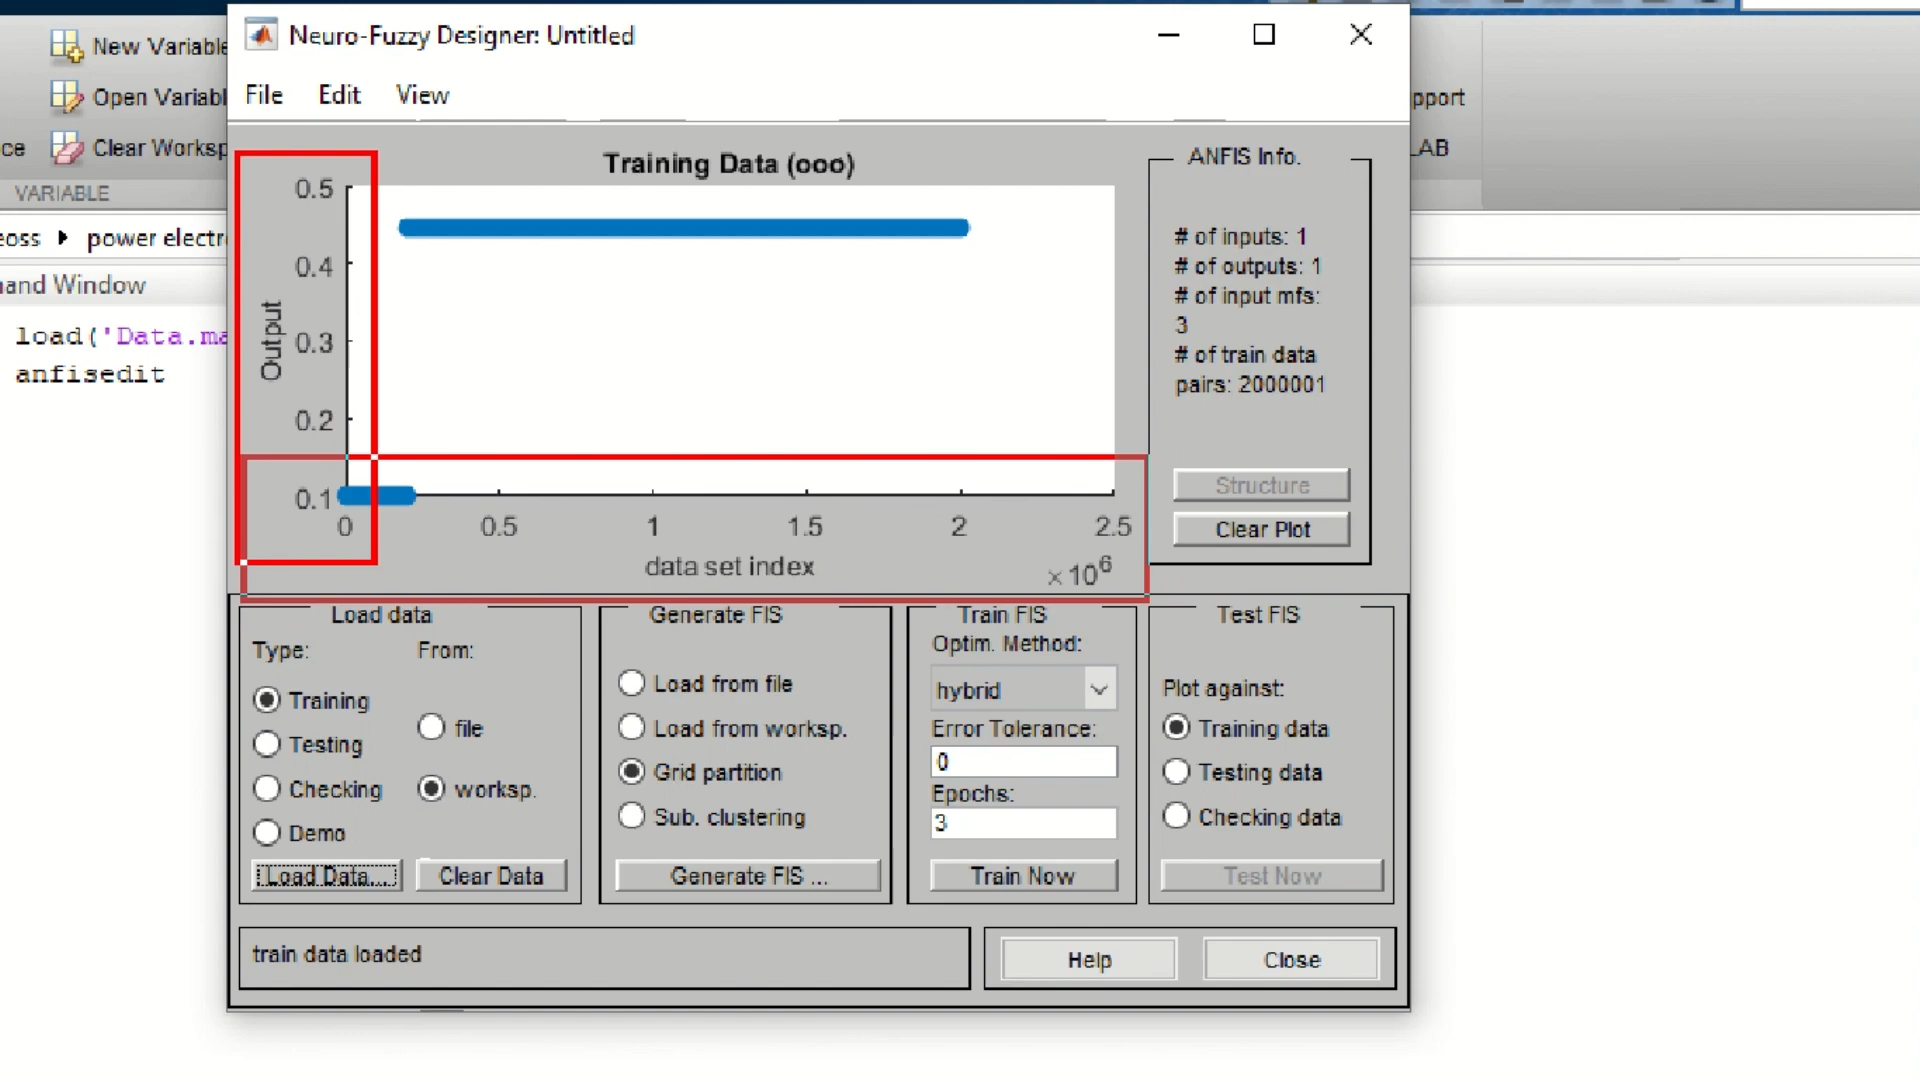 New Variable
Neuro-Fuzzy Designer: Untitled
Open Variabl
File Edit View
pport
ce Clear Worksp
LAB
VARIABLE
eoss power electr
and Window
load('Data.ma
anfisedit
Training Data (ooo)
Output
0.5
0.4
0.3
0.2
0.1
0 0.5 1 1.5 2 2.5
data set index
×10⁶
ANFIS Info.
# of inputs: 1
# of outputs: 1
# of input mfs:
3
# of train data
pairs: 2000001
Structure
Clear Plot
Load data
Type: From:
Training
file
Testing
Checking worksp.
Demo
Load Data... Clear Data
Generate FIS
Load from file
Load from worksp.
Grid partition
Sub. clustering
Generate FIS ...
Train FIS
Optim. Method:
hybrid
Error Tolerance:
0
Epochs:
3
Train Now
Test FIS
Plot against:
Training data
Testing data
Checking data
Test Now
train data loaded
Help Close